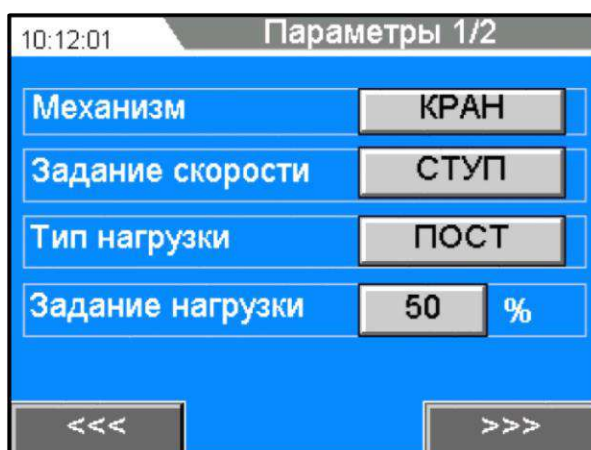 10:12:01 Параметры 1/2
Механизм КРАН
Задание скорости СТУП
Тип нагрузки ПОСТ
Задание нагрузки 50 %
<<< >>>